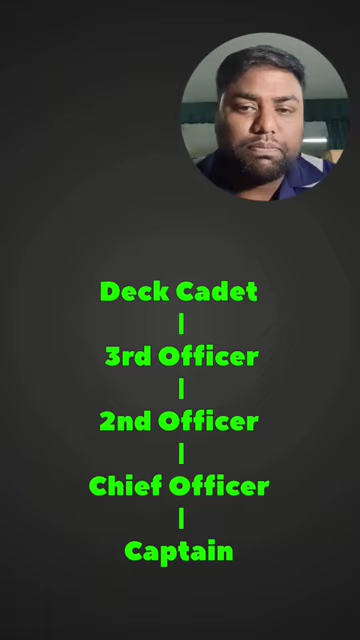 Deck Cadet
|
3rd Officer
|
2nd Officer
|
Chief Officer
|
Captain